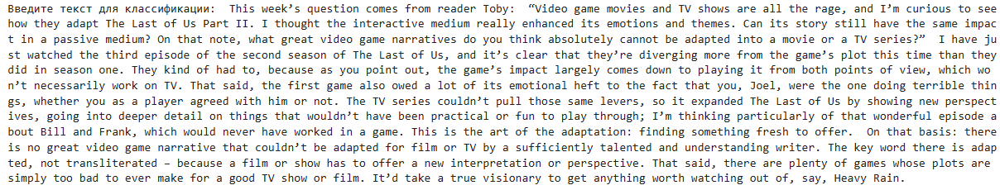 Введите текст для классификации:  This week’s question comes from reader Toby:  “Video game movies and TV shows are all the rage, and I’m curious to see
how they adapt The Last of Us Part II. I thought the interactive medium really enhanced its emotions and themes. Can its story still have the same impac
t in a passive medium? On that note, what great video game narratives do you think absolutely cannot be adapted into a movie or a TV series?”  I have ju
st watched the third episode of the second season of The Last of Us, and it’s clear that they’re diverging more from the game’s plot this time than they
did in season one. They kind of had to, because as you point out, the game’s impact largely comes down to playing it from both points of view, which wo
n’t necessarily work on TV. That said, the first game also owed a lot of its emotional heft to the fact that you, Joel, were the one doing terrible thin
gs, whether you as a player agreed with him or not. The TV series couldn’t pull those same levers, so it expanded The Last of Us by showing new perspect
ives, going into deeper detail on things that wouldn’t have been practical or fun to play through; I’m thinking particularly of that wonderful episode a
bout Bill and Frank, which would never have worked in a game. This is the art of the adaptation: finding something fresh to offer.  On that basis: there
is no great video game narrative that couldn’t be adapted for film or TV by a sufficiently talented and understanding writer. The key word there is adap
ted, not transliterated – because a film or show has to offer a new interpretation or perspective. That said, there are plenty of games whose plots are
simply too bad to ever make for a good TV show or film. It’d take a true visionary to get anything worth watching out of, say, Heavy Rain.